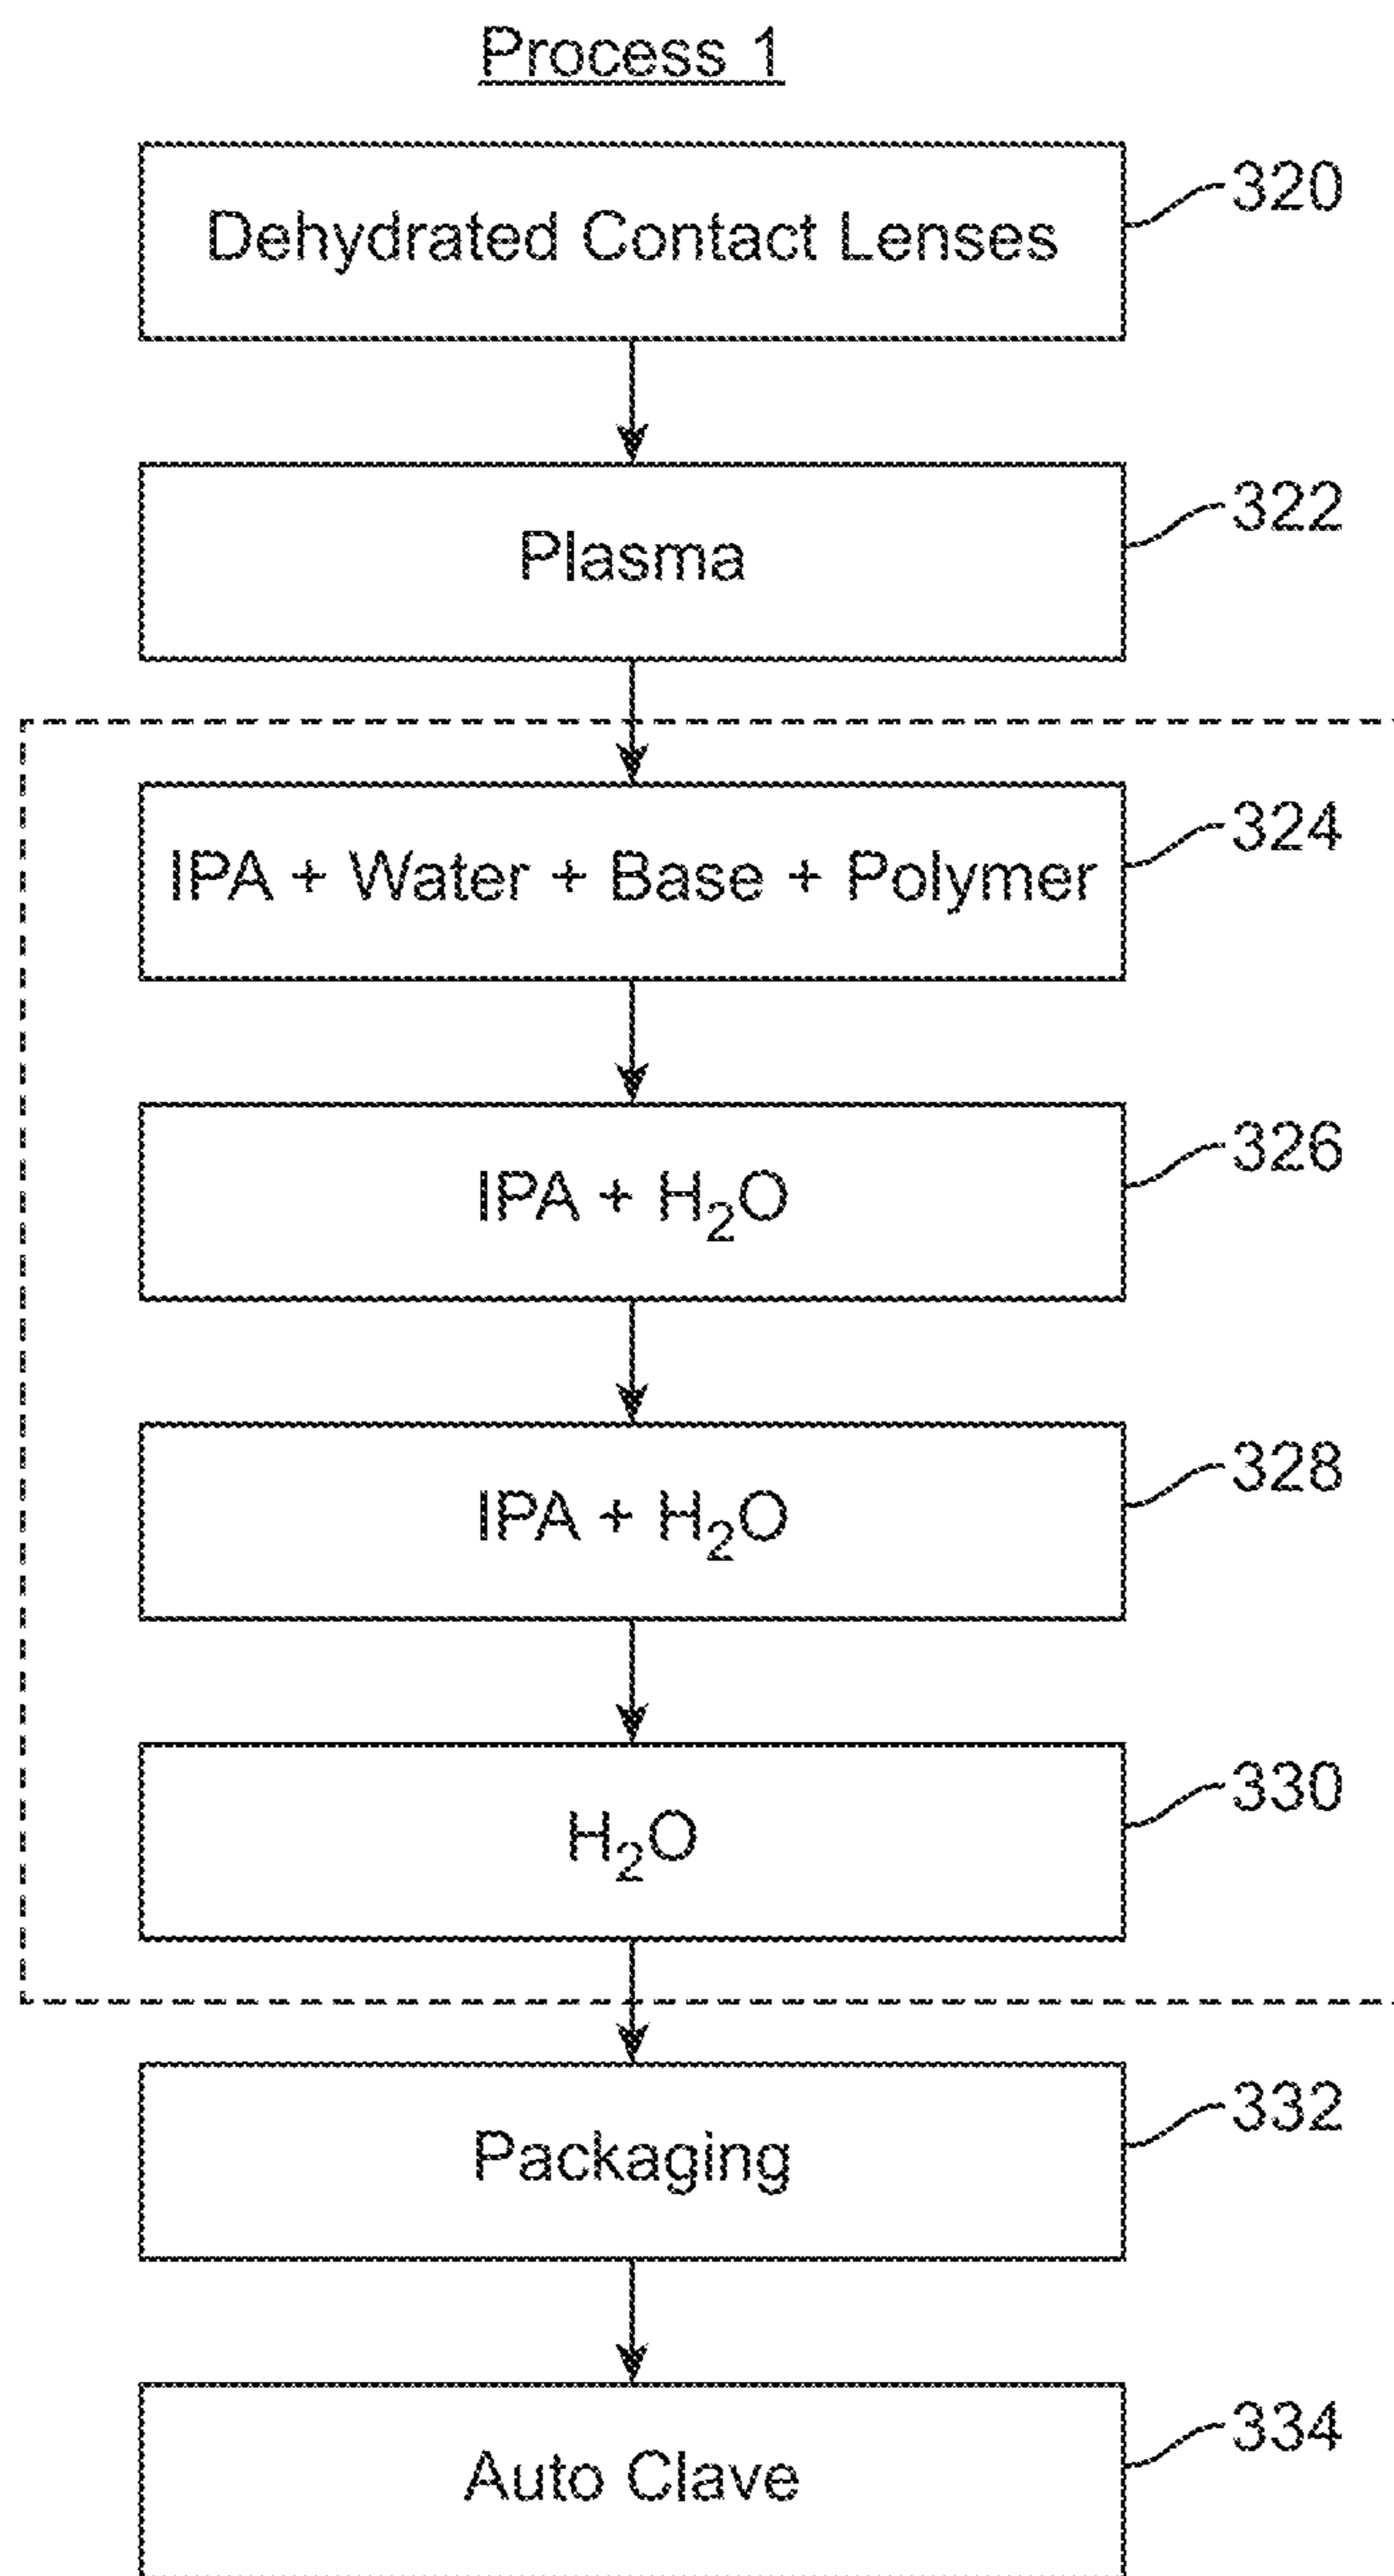 Process 1
Dehydrated Contact Lenses
320
Plasma
322
IPA + Water + Base + Polymer
324
IPA + H₂O
326
IPA + H₂O
328
H₂O
330
Packaging
332
Auto Clave
334